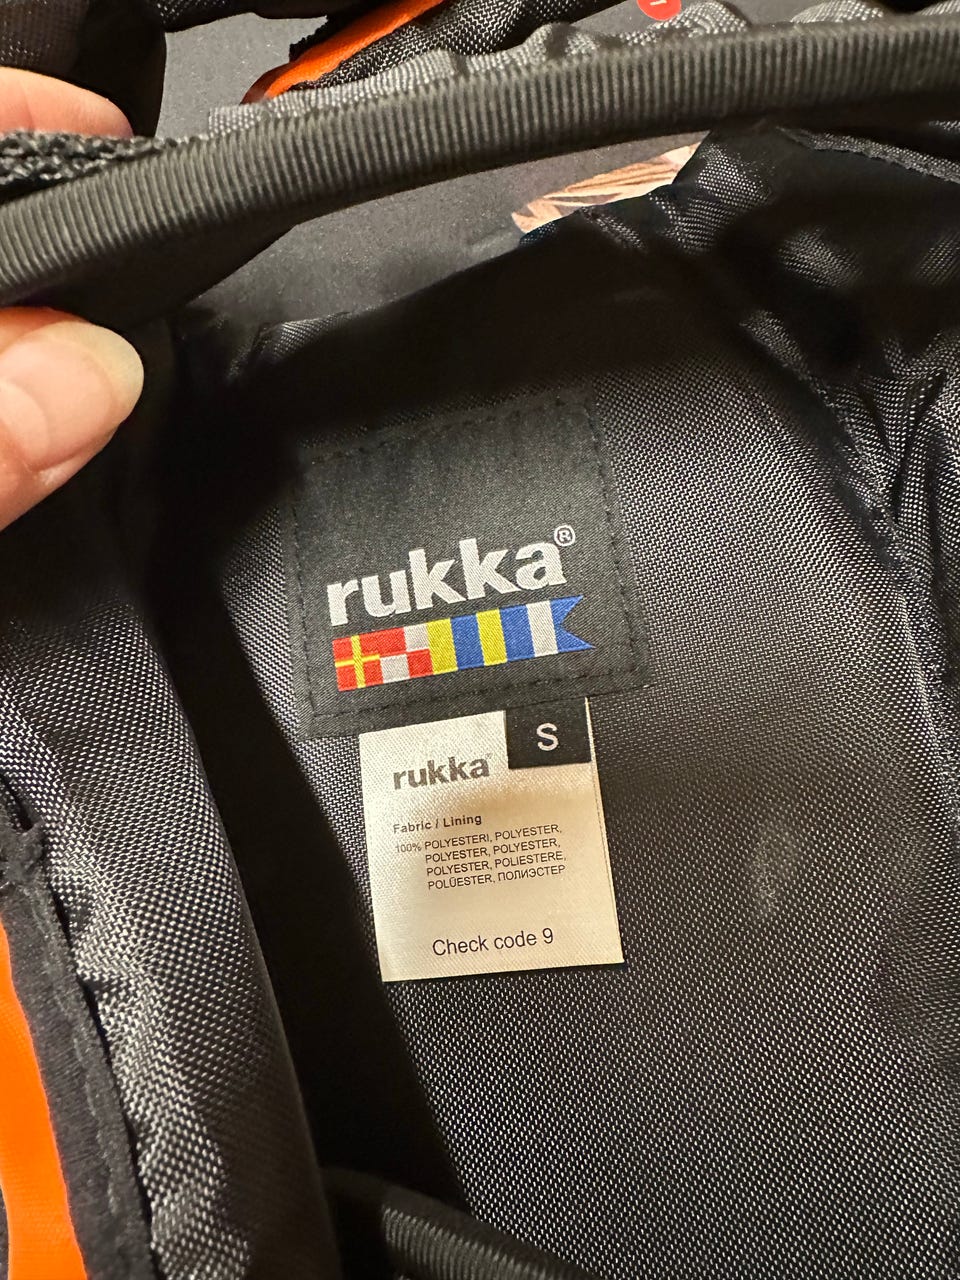 rukka®
S
rukka
Fabric / Lining
100% POLYESTERI, POLYESTER,
POLYESTER, POLYESTER,
POLYESTER, POLIESTERE,
POLÜESTER, ПОЛИЭСТЕР
Check code 9